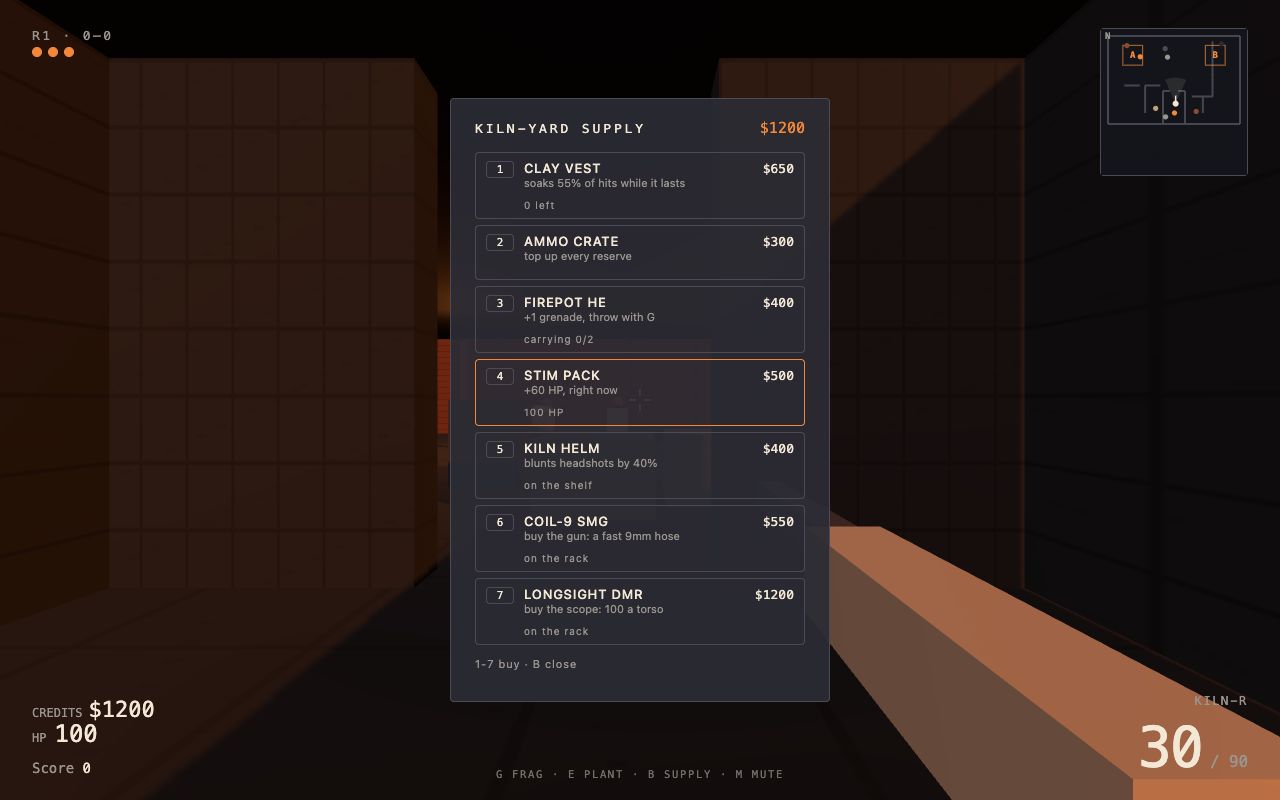 R1 · 0–0
N
A
B
KILN–YARD SUPPLY $1200
1 CLAY VEST $650
soaks 55% of hits while it lasts
0 left
2 AMMO CRATE $300
top up every reserve
3 FIREPOT HE $400
+1 grenade, throw with G
carrying 0/2
4 STIM PACK $500
+60 HP, right now
100 HP
5 KILN HELM $400
blunts headshots by 40%
on the shelf
6 COIL-9 SMG $550
buy the gun: a fast 9mm hose
on the rack
7 LONGSIGHT DMR $1200
buy the scope: 100 a torso
on the rack
1-7 buy · B close
CREDITS $1200
HP 100
Score 0
G FRAG · E PLANT · B SUPPLY · M MUTE
KILN–R
30 / 90